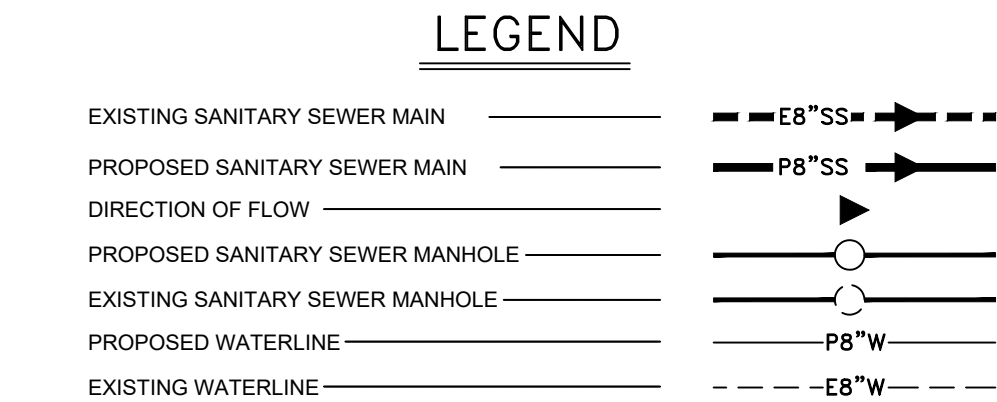 LEGEND
EXISTING SANITARY SEWER MAIN E8"SS
PROPOSED SANITARY SEWER MAIN P8"SS
DIRECTION OF FLOW
PROPOSED SANITARY SEWER MANHOLE
EXISTING SANITARY SEWER MANHOLE
PROPOSED WATERLINE P8"W
EXISTING WATERLINE E8"W